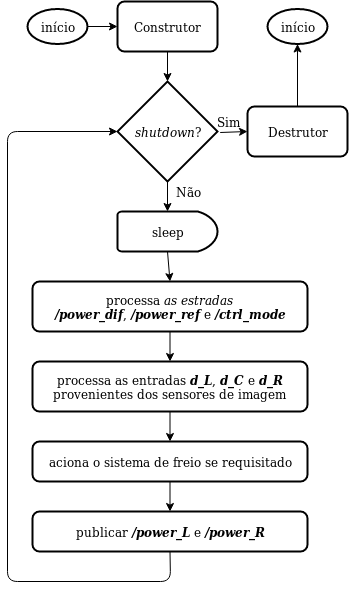 início
Construtor
início
shutdown?
Sim
Destrutor
Não
sleep
processa as estradas
/power_dif, /power_ref e /ctrl_mode
processa as entradas d_L, d_C e d_R
provenientes dos sensores de imagem
aciona o sistema de freio se requisitado
publicar /power_L e /power_R